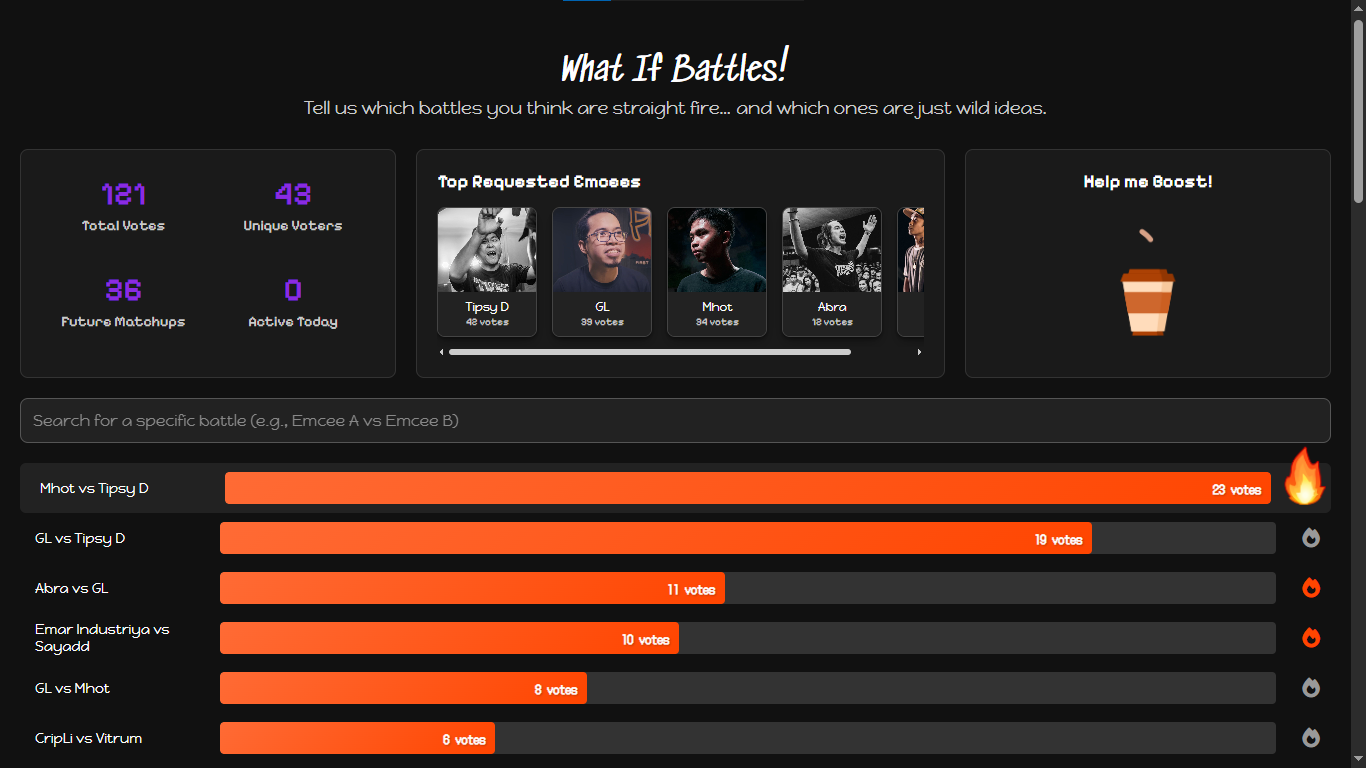 What If Battles!
Tell us which battles you think are straight fire... and which ones are just wild ideas.
121
Total Votes
43
Unique Voters
36
Future Matchups
0
Active Today
Top Requested Emcees
Tipsy D
42 votes
GL
39 votes
Mhot
34 votes
Abra
12 votes
Help me Boost!
Search for a specific battle (e.g., Emcee A vs Emcee B)
Mhot vs Tipsy D
23 votes
GL vs Tipsy D
19 votes
Abra vs GL
11 votes
Emar Industriya vs
Sayadd
10 votes
GL vs Mhot
8 votes
CripLi vs Vitrum
6 votes